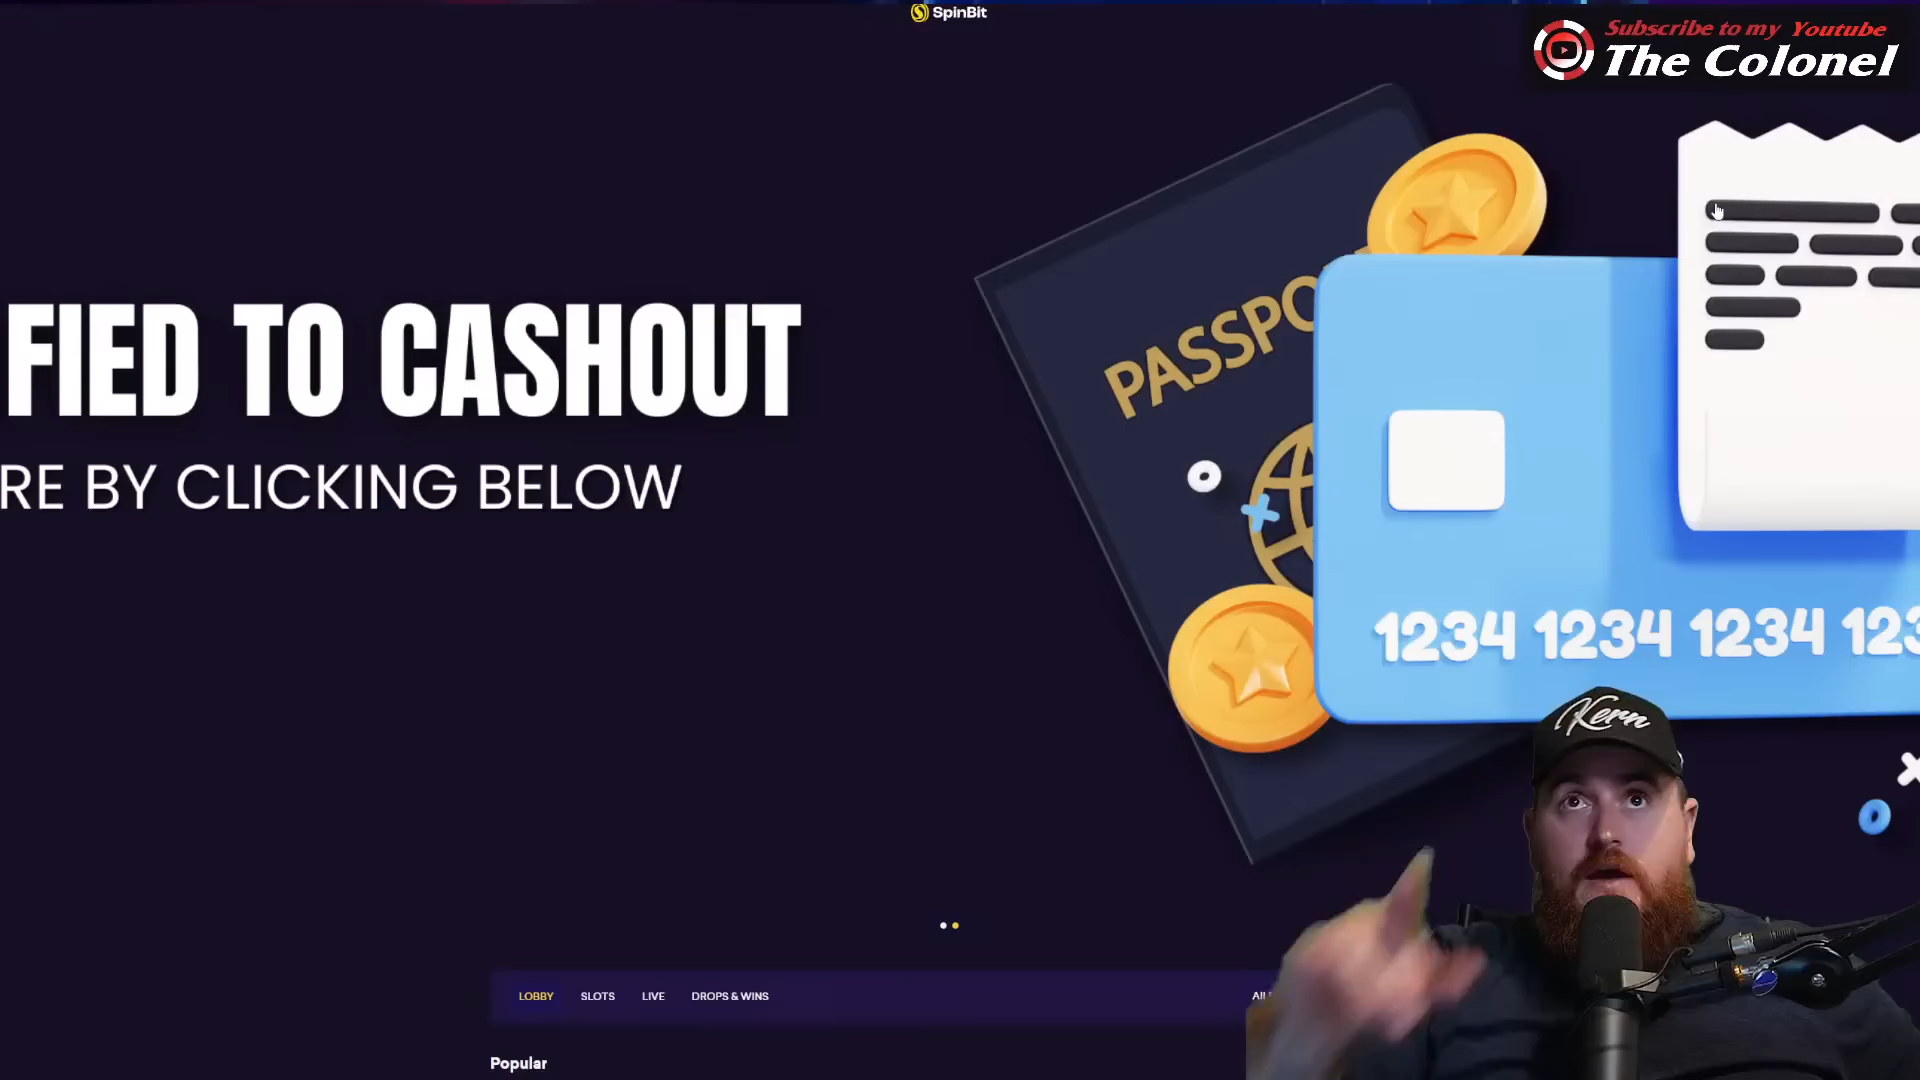 SpinBit
Subscribe to my Youtube
The Colonel
FIED TO CASHOUT
RE BY CLICKING BELOW
PASSPO
1234 1234 1234 123
Kern
LOBBY SLOTS LIVE DROPS & WINS
All
Popular